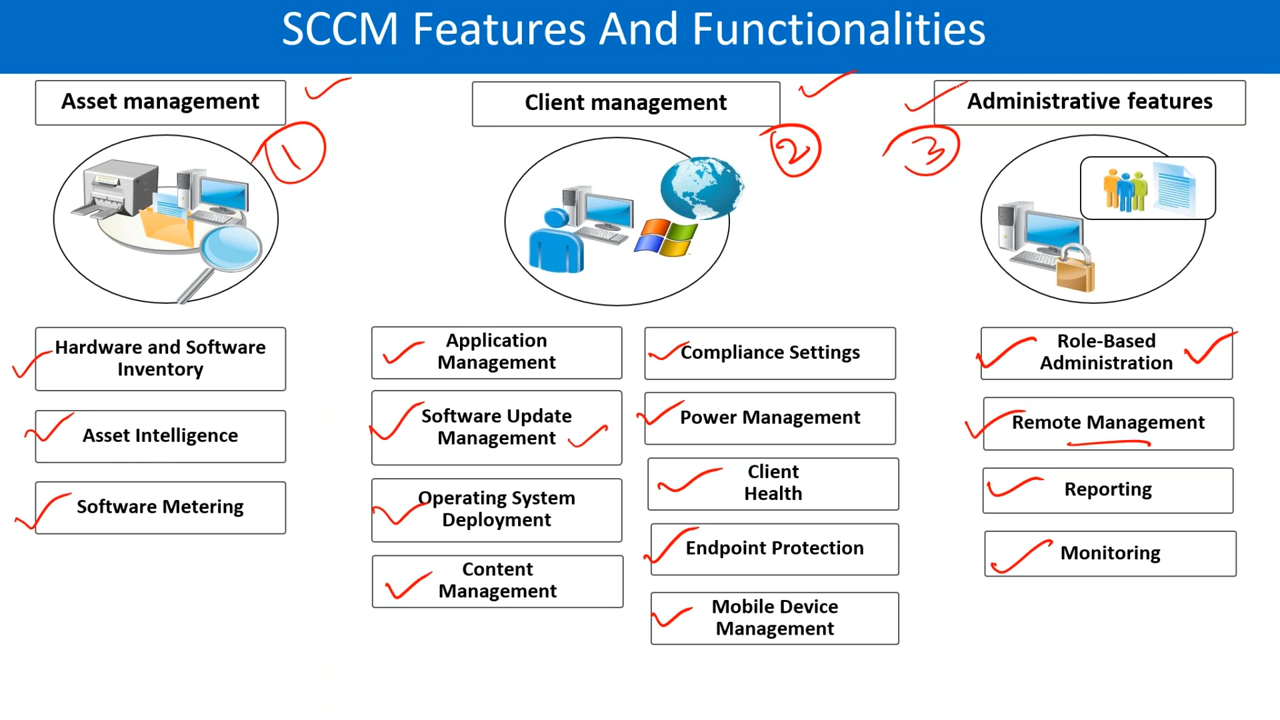 SCCM Features And Functionalities
Asset management
1
Hardware and Software
Inventory
Asset Intelligence
Software Metering
Client management
2
Application
Management
Software Update
Management
Operating System
Deployment
Content
Management
Compliance Settings
Power Management
Client
Health
Endpoint Protection
Mobile Device
Management
Administrative features
3
Role-Based
Administration
Remote Management
Reporting
Monitoring